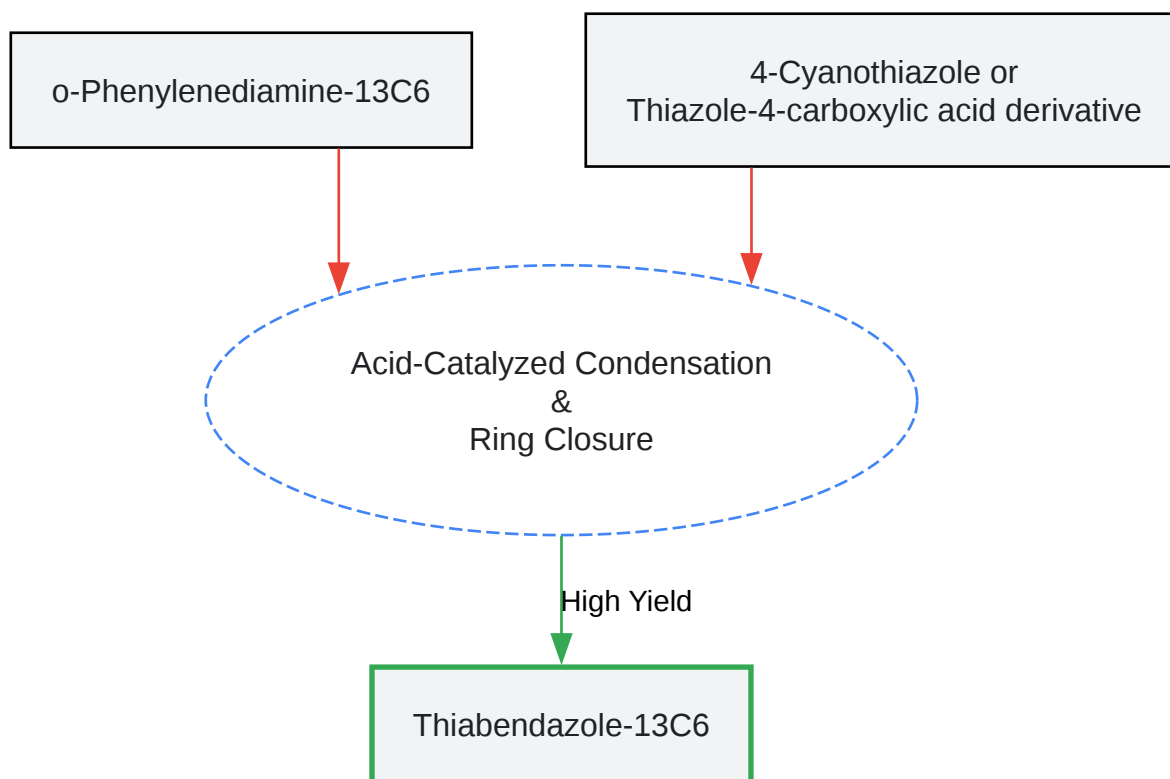 o-Phenylenediamine-13C6
4-Cyanothiazole or
Thiazole-4-carboxylic acid derivative
Acid-Catalyzed Condensation
&
Ring Closure
High Yield
Thiabendazole-13C6